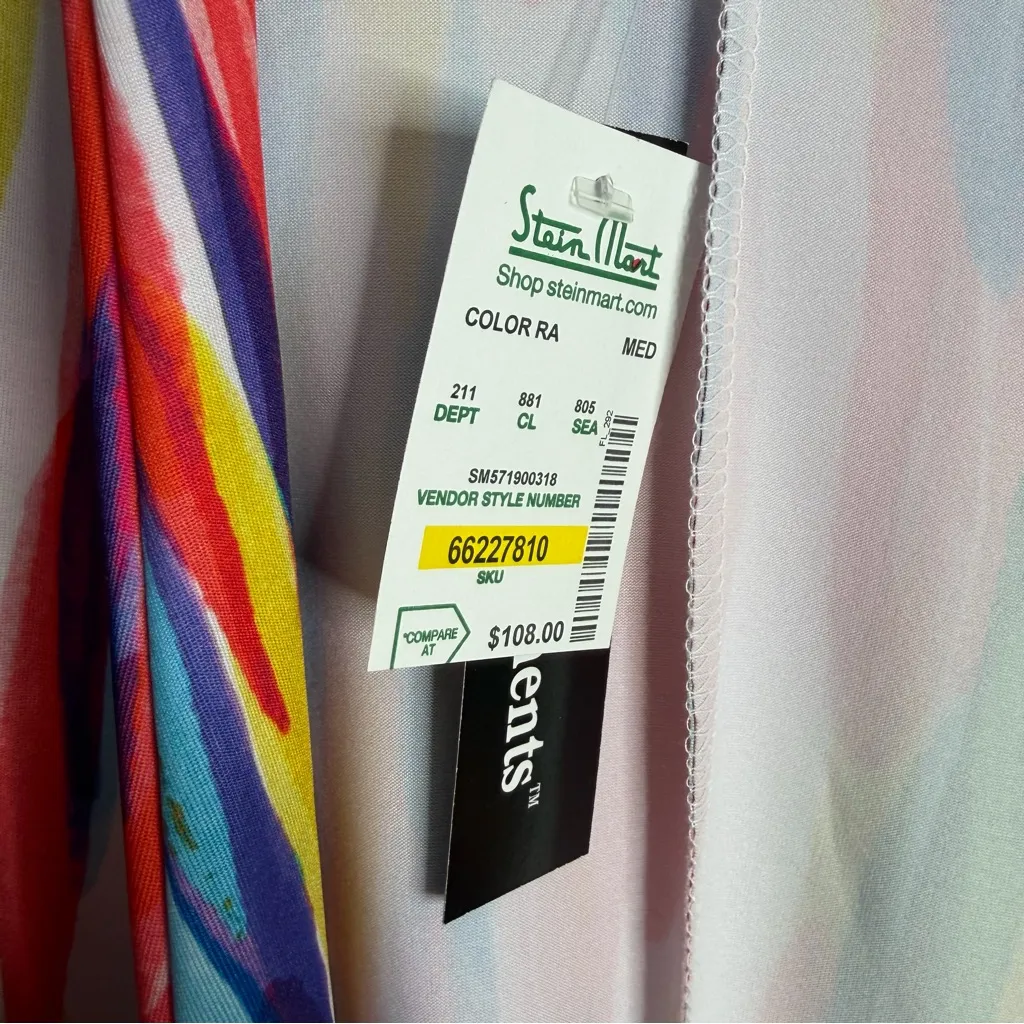 Stein Mart
Shop steinmart.com
COLOR RA MED
211 881 805
DEPT CL SEA
FL_292
SM571900318
VENDOR STYLE NUMBER
66227810
SKU
*COMPARE
AT
$108.00
ents™